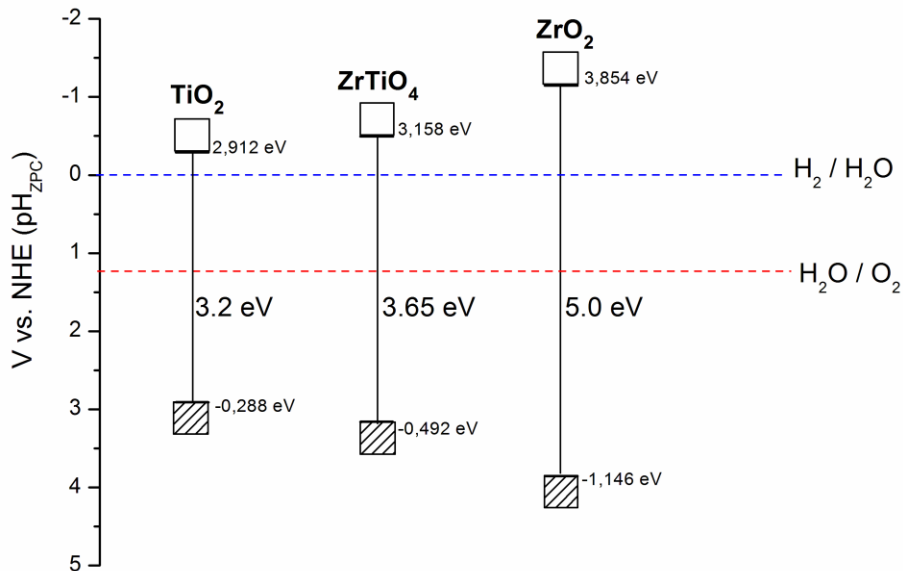 V vs. NHE (pH_ZPC)
-2
-1
0
1
2
3
4
5
TiO₂
2,912 eV
3.2 eV
-0,288 eV
ZrTiO₄
3,158 eV
3.65 eV
-0,492 eV
ZrO₂
3,854 eV
5.0 eV
-1,146 eV
H₂ / H₂O
H₂O / O₂